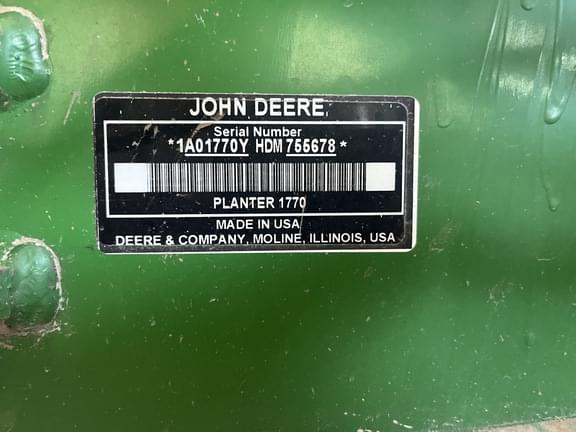 JOHN DEERE
Serial Number
*1A01770Y HDM 755678*
PLANTER 1770
MADE IN USA
DEERE & COMPANY, MOLINE, ILLINOIS, USA